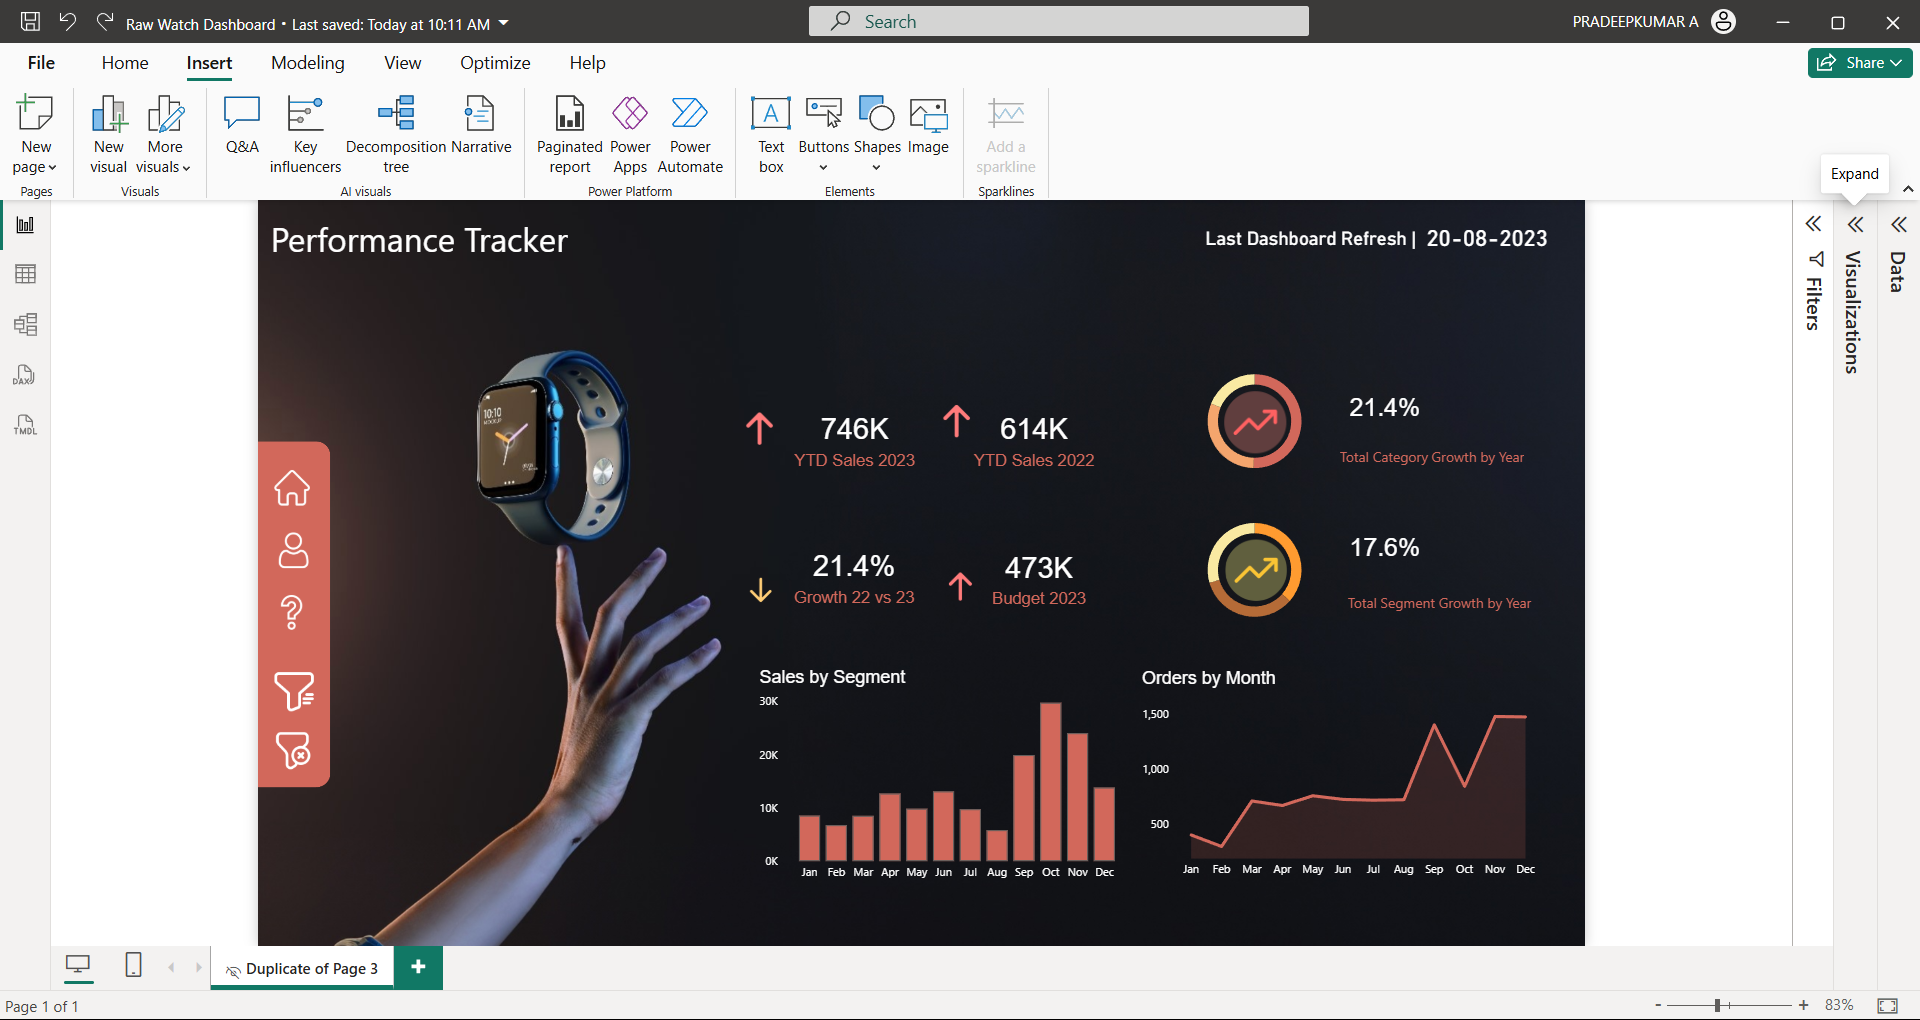 Raw Watch Dashboard • Last saved: Today at 10:11 AM
Search
PRADEEPKUMAR A
File
Home
Insert
Modeling
View
Optimize
Help
Share
New page
New visual
More visuals
Q&A
Key influencers
Decomposition tree
Narrative
Paginated report
Power Apps
Power Automate
Text box
Buttons
Shapes
Image
Add a sparkline
Pages
Visuals
AI visuals
Power Platform
Elements
Sparklines
Expand
Performance Tracker
Last Dashboard Refresh | 20-08-2023
Filters
Visualizations
Data
DAX
TMDL
10:10
746K
YTD Sales 2023
614K
YTD Sales 2022
21.4%
Total Category Growth by Year
21.4%
Growth 22 vs 23
473K
Budget 2023
17.6%
Total Segment Growth by Year
Sales by Segment
30K
20K
10K
0K
Jan Feb Mar Apr May Jun Jul Aug Sep Oct Nov Dec
Orders by Month
1,500
1,000
500
Jan Feb Mar Apr May Jun Jul Aug Sep Oct Nov Dec
Duplicate of Page 3
Page 1 of 1
- + 83%